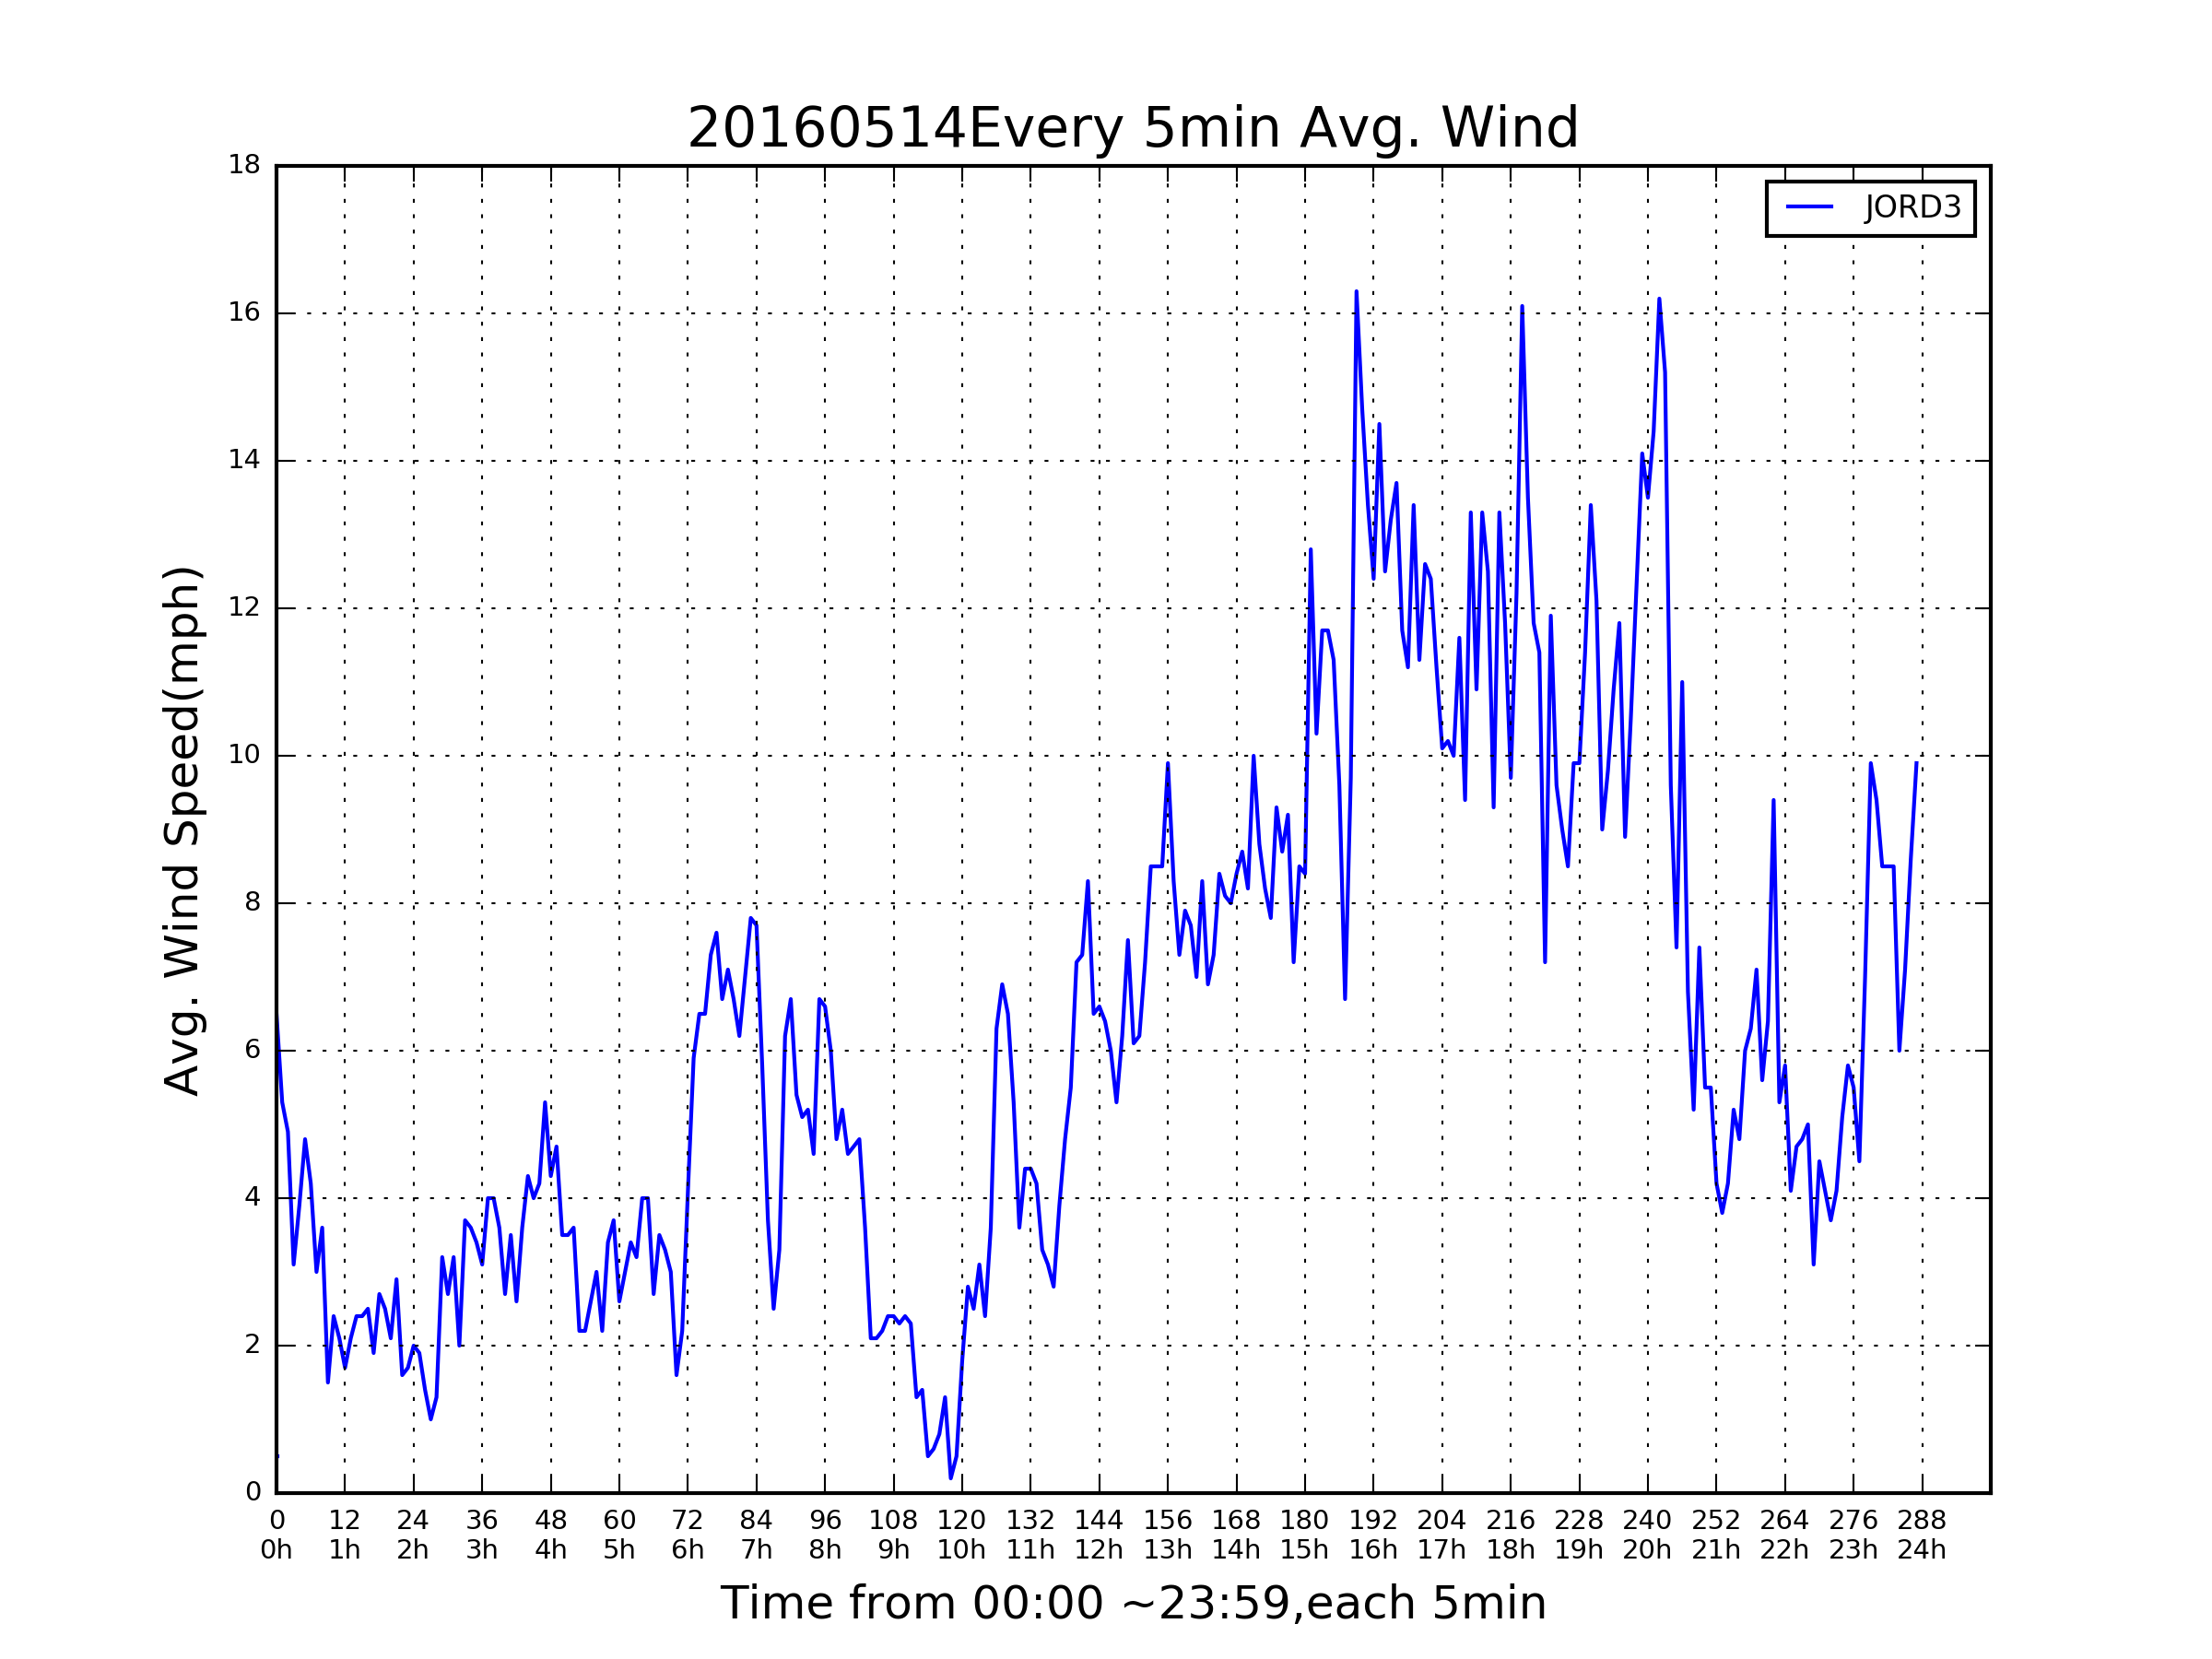 20160514Every 5min Avg. Wind
JORD3
Avg. Wind Speed(mph)
18
16
14
12
10
8
6
4
2
0
0 12 24 36 48 60 72 84 96 108 120 132 144 156 168 180 192 204 216 228 240 252 264 276 288
0h 1h 2h 3h 4h 5h 6h 7h 8h 9h 10h 11h 12h 13h 14h 15h 16h 17h 18h 19h 20h 21h 22h 23h 24h
Time from 00:00 ~23:59,each 5min